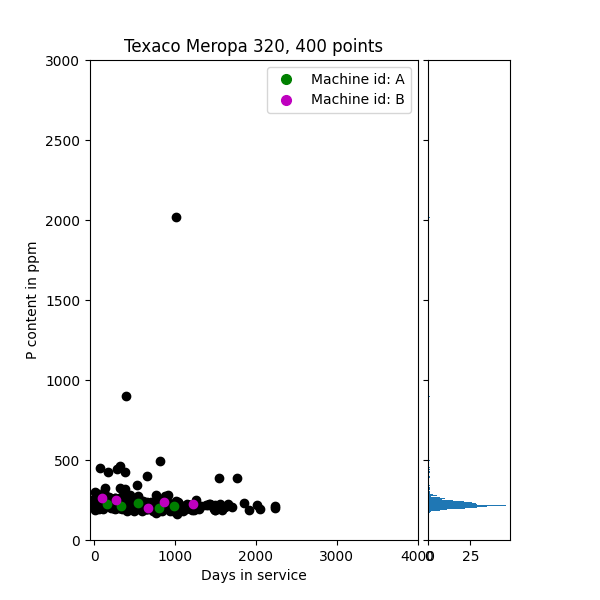 Texaco Meropa 320, 400 points
Machine id: A
Machine id: B
P content in ppm
3000
2500
2000
1500
1000
500
0
0 1000 2000 3000 4000
0 25
Days in service